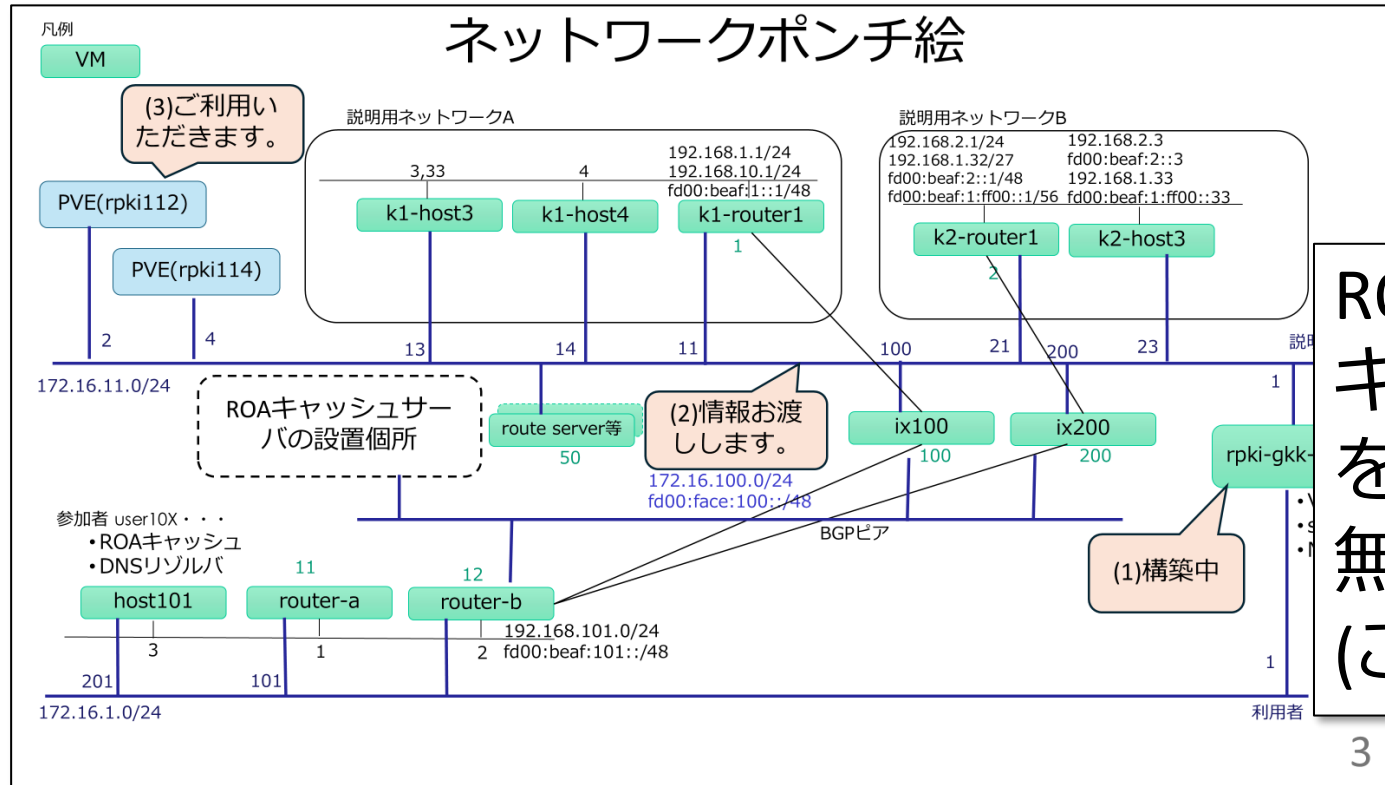 凡例
VM
ネットワークポンチ絵
(3)ご利用い
ただきます。
説明用ネットワークA
説明用ネットワークB
192.168.1.1/24
192.168.10.1/24
fd00:beaf:1::1/48
3,33
4
192.168.2.1/24
192.168.1.32/27
fd00:beaf:2::1/48
fd00:beaf:1:ff00::1/56
192.168.2.3
fd00:beaf:2::3
192.168.1.33
fd00:beaf:1:ff00::33
PVE(rpki112)
k1-host3
k1-host4
k1-router1
1
k2-router1
2
k2-host3
PVE(rpki114)
2
4
13
14
11
100
21
200
23
説
172.16.11.0/24
1
ROAキャッシュサー
バの設置個所
route server等
50
(2)情報お渡
しします。
ix100
100
ix200
200
rpki-gkk-
172.16.100.0/24
fd00:face:100::/48
BGPピア
(1)構築中
参加者 user10X・・・
•ROAキャッシュ
•DNSリゾルバ
11
12
host101
router-a
router-b
192.168.101.0/24
fd00:beaf:101::/48
3
1
2
201
101
1
172.16.1.0/24
利用者
キ
を
無
3